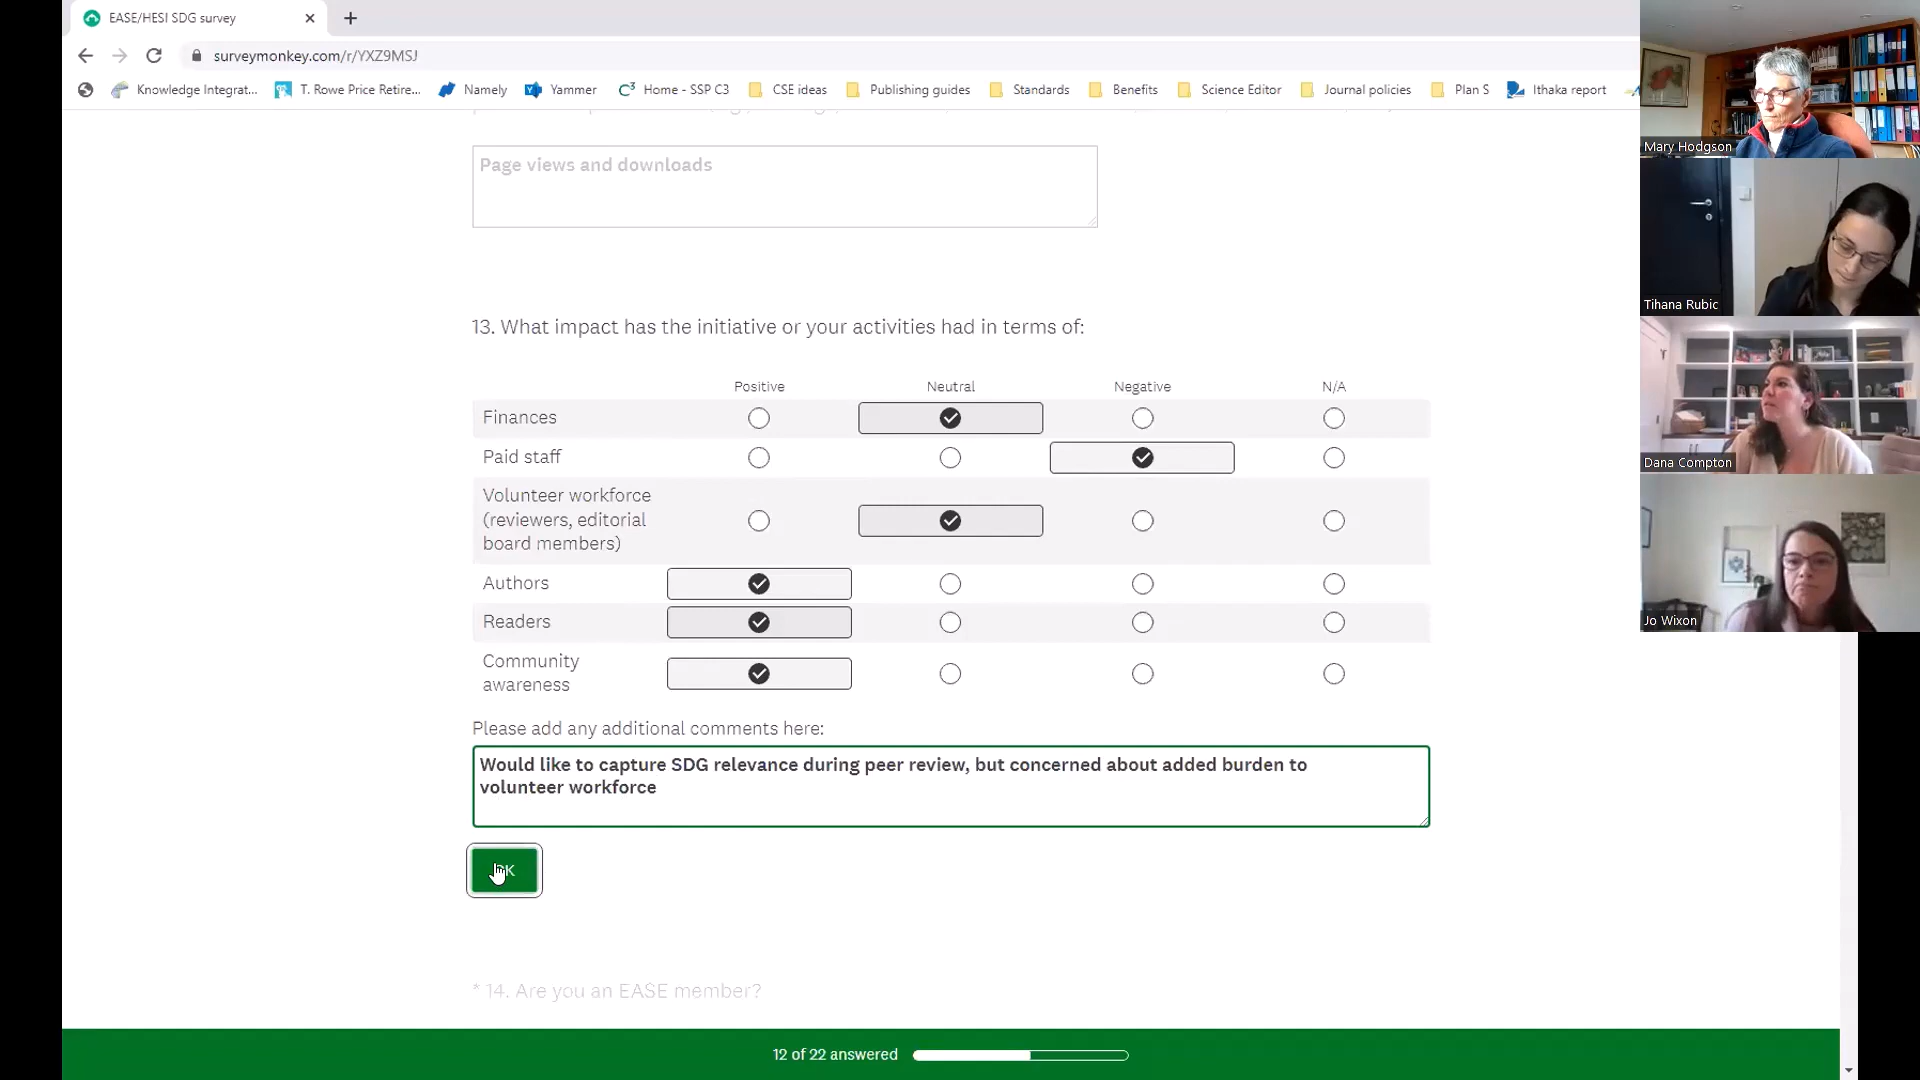 EASE/HESI SDG survey
surveymonkey.com/r/YXZ9MSJ
Knowledge Integrat... T. Rowe Price Retire... Namely Yammer Home - SSP C3 CSE ideas Publishing guides Standards Benefits Science Editor Journal policies Plan S Ithaka report
Page views and downloads
13. What impact has the initiative or your activities had in terms of:
Positive Neutral Negative N/A
Finances
Paid staff
Volunteer workforce
(reviewers, editorial
board members)
Authors
Readers
Community
awareness
Please add any additional comments here:
Would like to capture SDG relevance during peer review, but concerned about added burden to
volunteer workforce
* 14. Are you an EASE member?
12 of 22 answered
Mary Hodgson
Tihana Rubic
Dana Compton
Jo Wixon